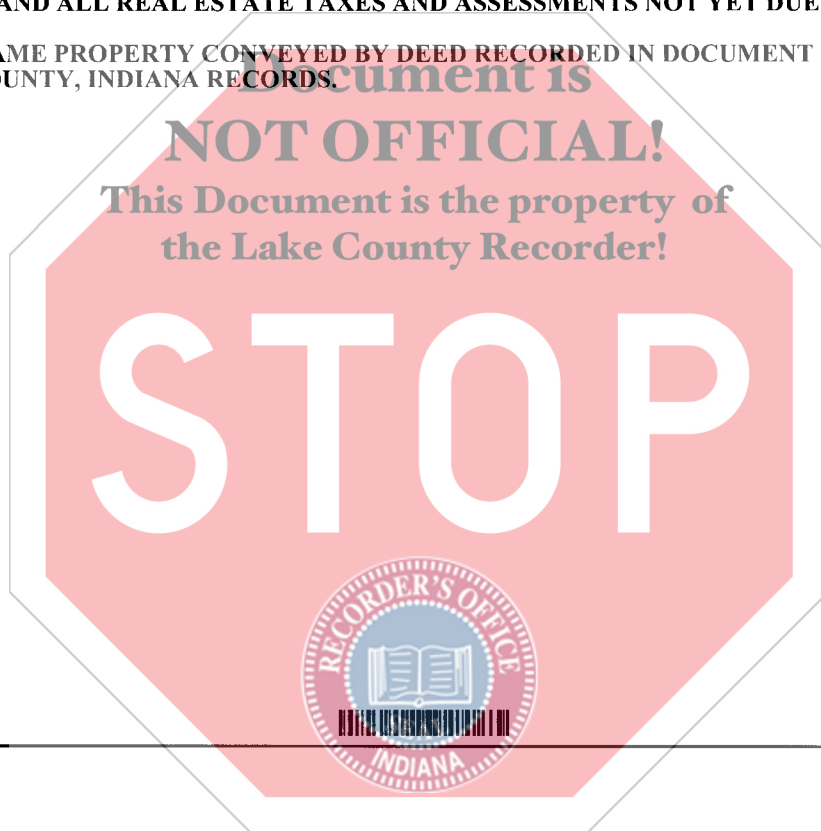 AND ALL REAL ESTATE TAXES AND ASSESSMENTS NOT YET DUE
AME PROPERTY CONVEYED BY DEED RECORDED IN DOCUMENT
OUNTY, INDIANA RECORDS.
Document is
NOT OFFICIAL!
This Document is the property of
the Lake County Recorder!
STOP
RECORDER'S OFFICE
INDIANA